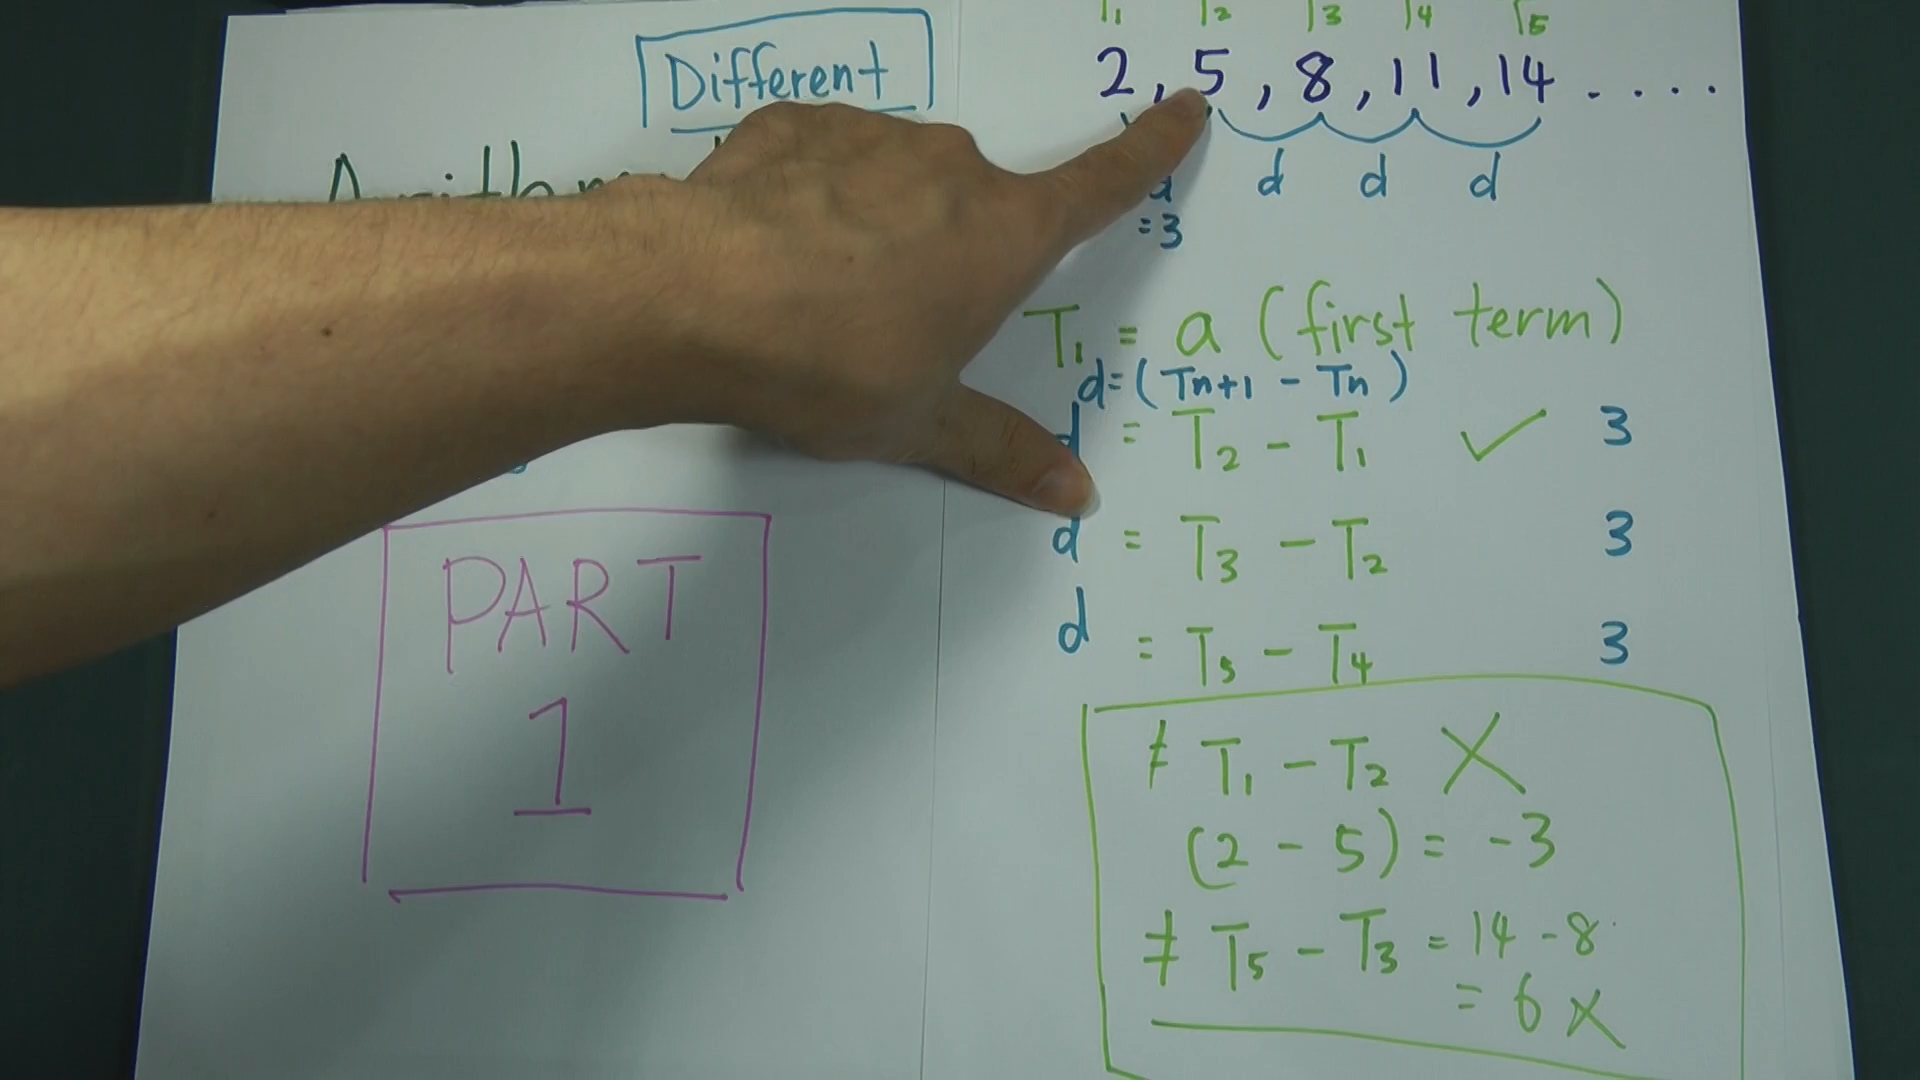 Different
PART
1
T1 T2 T3 T4 T5
2, 5, 8, 11, 14 . . . .
d d d
=3
T1 = a (first term)
d=(Tn+1 - Tn)
d = T2 - T1 ✓ 3
d = T3 - T2 3
d = T5 - T4 3
≠ T1 - T2 X
(2 - 5) = -3
≠ T5 - T3 = 14 - 8
= 6 X